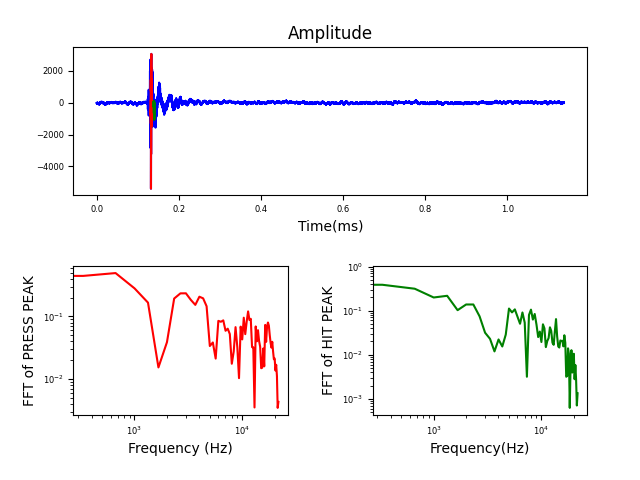 Amplitude
2000
0
−2000
−4000
0.0 0.2 0.4 0.6 0.8 1.0
Time(ms)
FFT of PRESS PEAK
10⁻¹
10⁻²
10³ 10⁴
Frequency (Hz)
FFT of HIT PEAK
10⁰
10⁻¹
10⁻²
10⁻³
10³ 10⁴
Frequency(Hz)